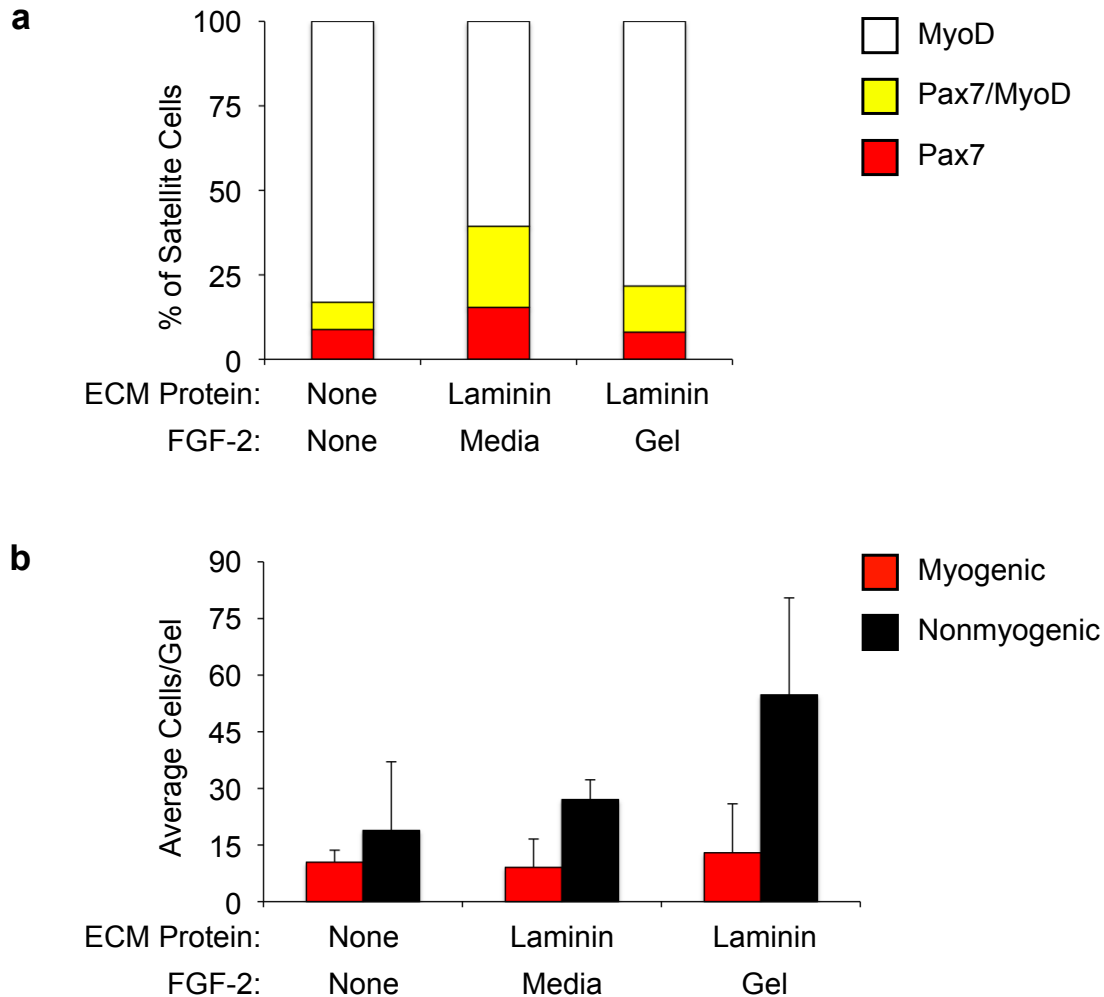 a
100
75
50
25
0
% of Satellite Cells
MyoD
Pax7/MyoD
Pax7
ECM Protein: None Laminin Laminin
FGF-2: None Media Gel
b
90
75
60
45
30
15
0
Average Cells/Gel
Myogenic
Nonmyogenic
ECM Protein: None Laminin Laminin
FGF-2: None Media Gel